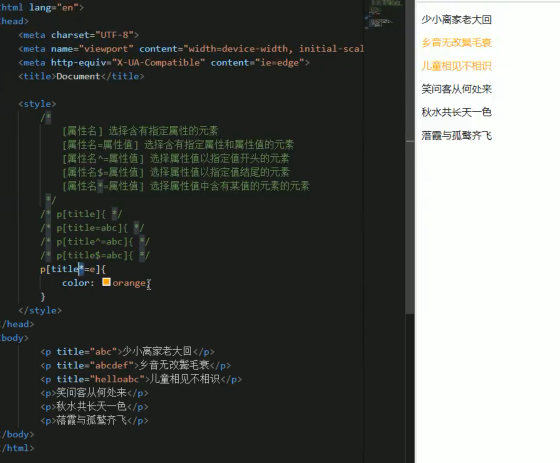 html lang="en">
head>
<meta charset="UTF-8">
<meta name="viewport" content="width=device-width, initial-scal
<meta http-equiv="X-UA-Compatible" content="ie=edge">
<title>Document</title>
<style>
/*
[属性名] 选择含有指定属性的元素
[属性名=属性值] 选择含有指定属性和属性值的元素
[属性名^=属性值] 选择属性值以指定值开头的元素
[属性名$=属性值] 选择属性值以指定值结尾的元素
[属性名*=属性值] 选择属性值中含有某值的元素的元素
*/
/* p[title]{ */
/* p[title=abc]{ */
/* p[title^=abc]{ */
/* p[title$=abc]{ */
p[title*=e]{
color: orange
}
</style>
/head>
body>
<p title="abc">少小离家老大回</p>
<p title="abcdef">乡音无改鬓毛衰</p>
<p title="helloabc">儿童相见不相识</p>
<p>笑问客从何处来</p>
<p>秋水共长天一色</p>
<p>落霞与孤鹜齐飞</p>
/body>
/html>
少小离家老大回
乡音无改鬓毛衰
儿童相见不相识
笑问客从何处来
秋水共长天一色
落霞与孤鹜齐飞